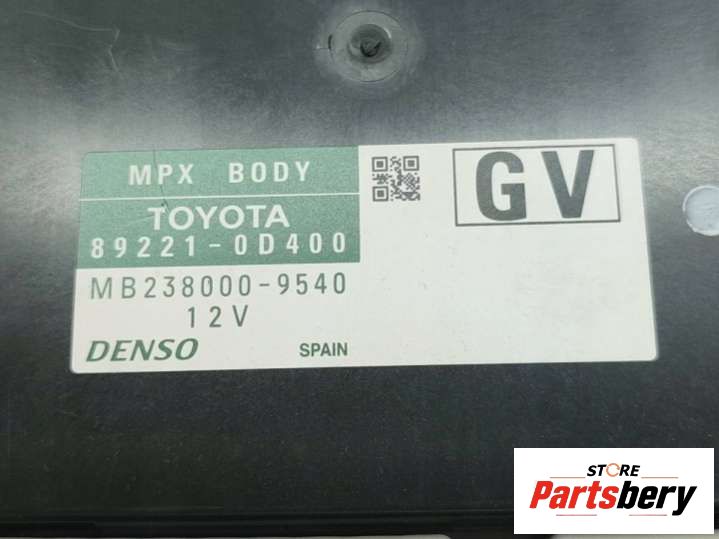 MPX BODY
TOYOTA
89221-0D400
MB238000-9540
12V
DENSO
SPAIN
GV
STORE
Partsbery